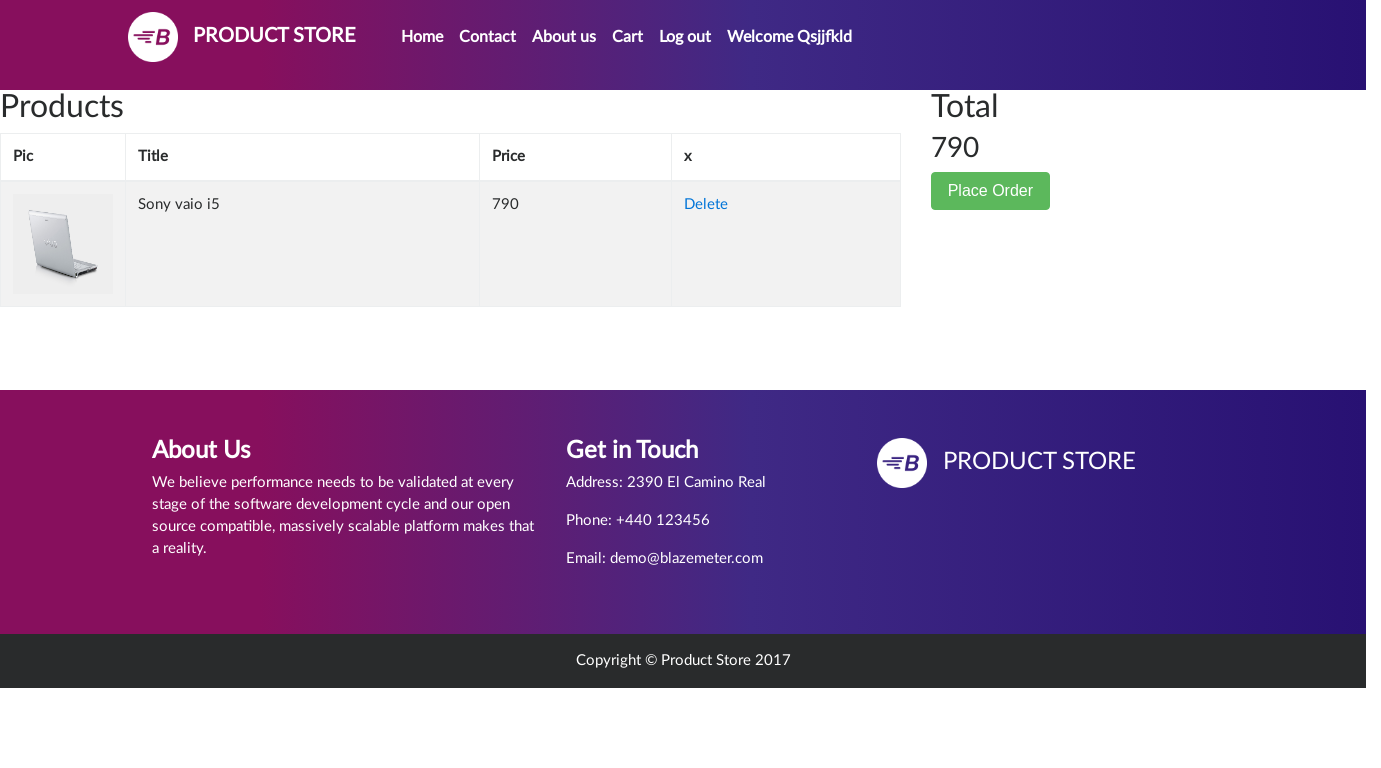 B PRODUCT STORE Home Contact About us Cart Log out Welcome Qsjjfkld
Products
Pic Title Price x
Sony vaio i5 790 Delete
Total
790
Place Order
About Us
We believe performance needs to be validated at every
stage of the software development cycle and our open
source compatible, massively scalable platform makes that
a reality.
Get in Touch
Address: 2390 El Camino Real
Phone: +440 123456
Email: demo@blazemeter.com
B PRODUCT STORE
Copyright © Product Store 2017